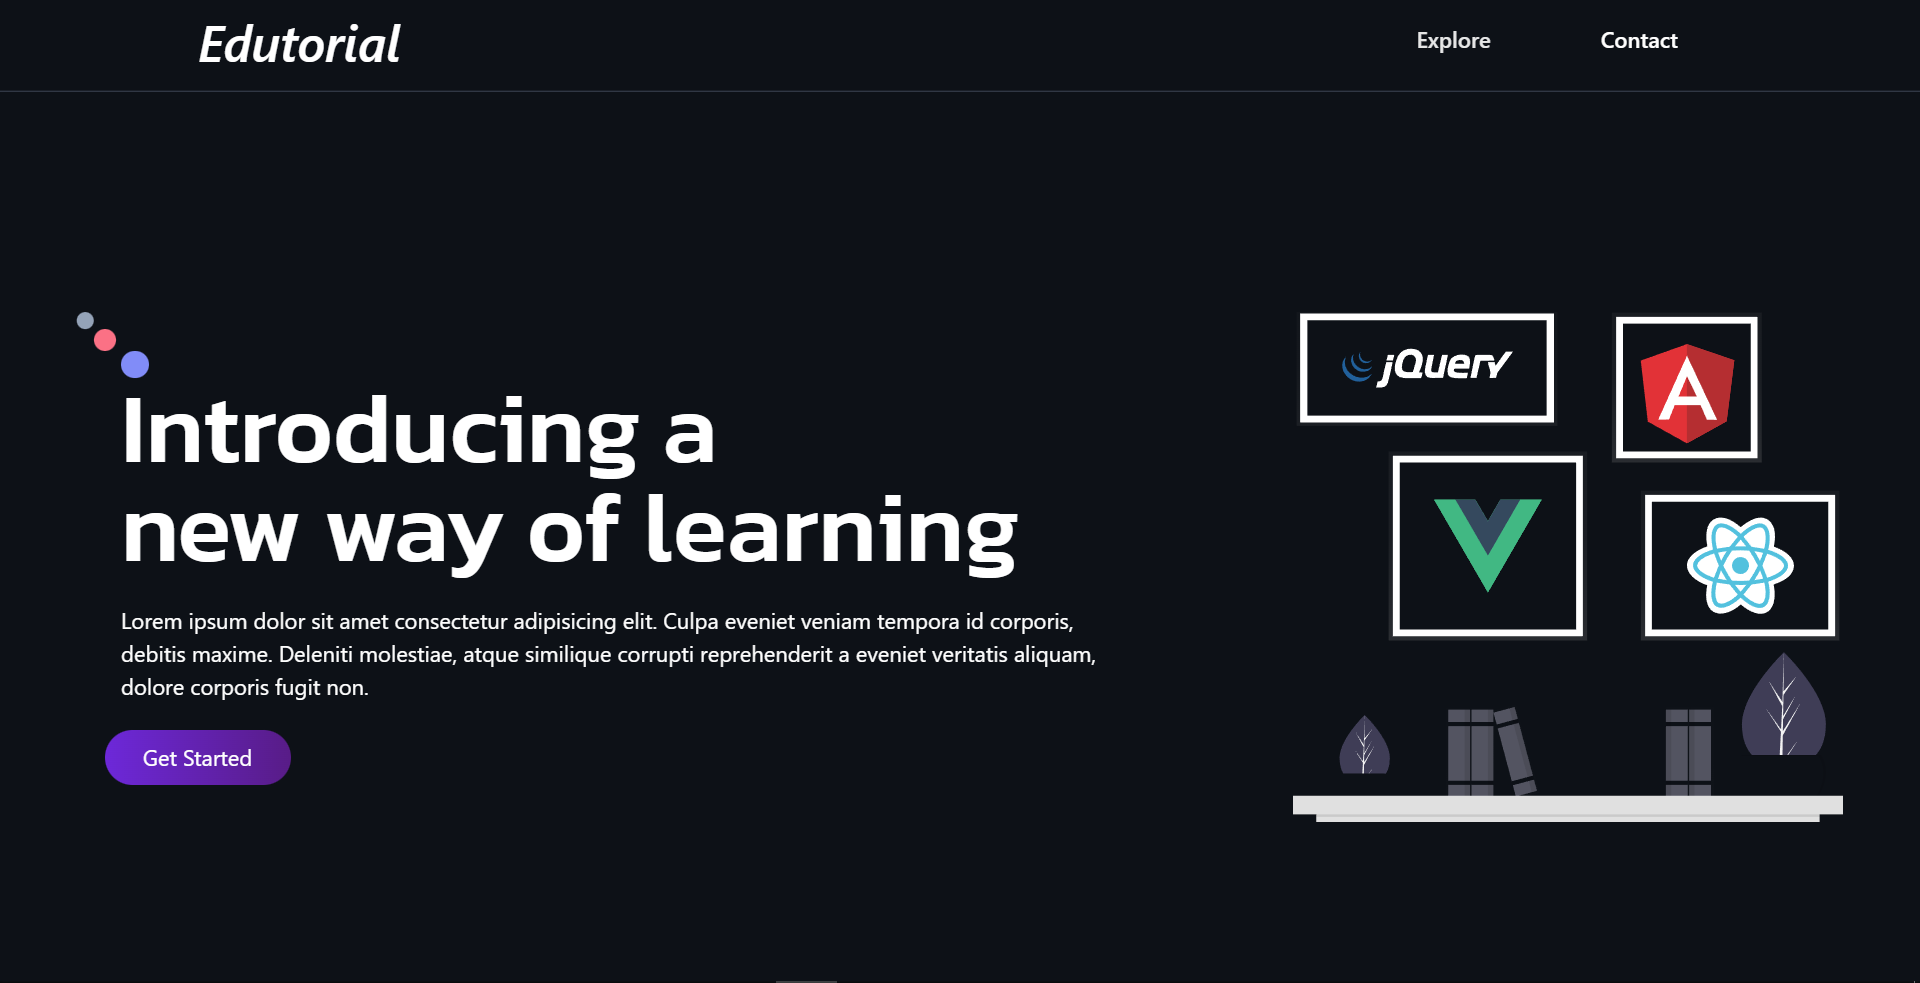 Edutorial
Explore
Contact
jQuery
Introducing a
new way of learning
Lorem ipsum dolor sit amet consectetur adipisicing elit. Culpa eveniet veniam tempora id corporis,
debitis maxime. Deleniti molestiae, atque similique corrupti reprehenderit a eveniet veritatis aliquam,
dolore corporis fugit non.
Get Started